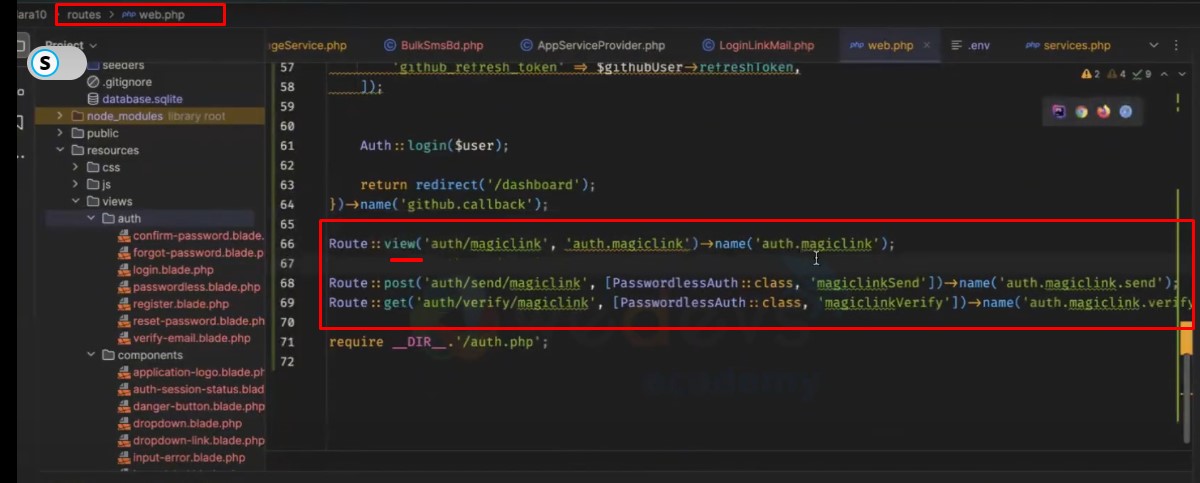 ara10 routes > php web.php
Project
geService.php BulkSmsBd.php AppServiceProvider.php LoginLinkMail.php php web.php × .env php services.php
S
seeders
.gitignore
database.sqlite
node_modules library root
public
resources
css
js
views
auth
confirm-password.blade.
forgot-password.blade.p
login.blade.php
passwordless.blade.php
register.blade.php
reset-password.blade.ph
verify-email.blade.php
components
application-logo.blade.ph
auth-session-status.blad
danger-button.blade.php
dropdown.blade.php
dropdown-link.blade.php
input-error.blade.php
2 4 9
57 'github_refresh_token' => $githubUser->refreshToken,
58 ]);
59
60
61 Auth::login($user);
62
63 return redirect('/dashboard');
64 })->name('github.callback');
65
66 Route::view('auth/magiclink', 'auth.magiclink')->name('auth.magiclink');
67
68 Route::post('auth/send/magiclink', [PasswordlessAuth::class, 'magiclinkSend'])->name('auth.magiclink.send');
69 Route::get('auth/verify/magiclink', [PasswordlessAuth::class, 'magiclinkVerify'])->name('auth.magiclink.verify
70
71 require __DIR__.'/auth.php';
72
academy